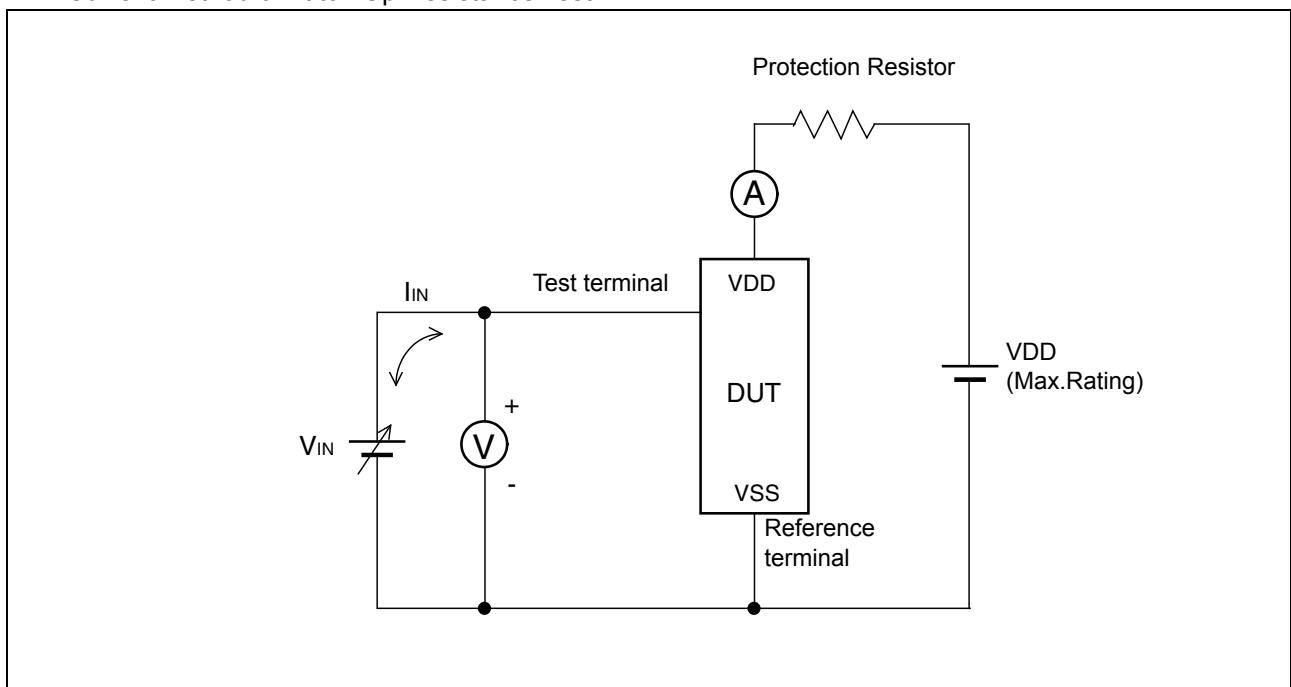 Protection Resistor
A
Test terminal
VDD
IIN
VDD
(Max.Rating)
DUT
+
VIN
V
-
VSS
Reference
terminal